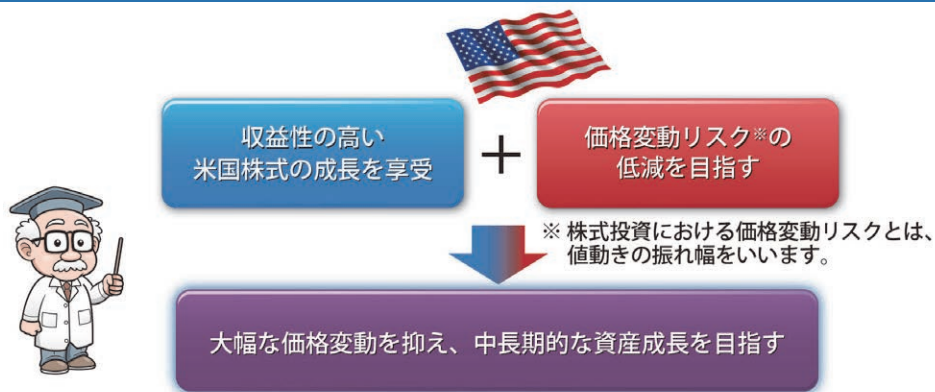 収益性の高い
米国株式の成長を享受
＋
価格変動リスク※の
低減を目指す
※ 株式投資における価格変動リスクとは、
値動きの振れ幅をいいます。
大幅な価格変動を抑え、中長期的な資産成長を目指す